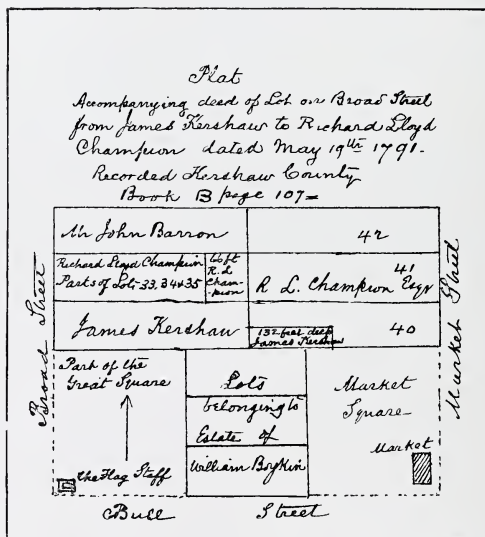 Plat
Accompanying deed of Lot on Broad Street
from James Kershaw to Richard Lloyd
Champion dated May 19th 1791.
Recorded Kershaw County
Book B page 107=
Mr John Barron
42
Richard Lloyd Champion
Parts of Lots 33, 34 & 35
66 ft
R. L.
Cham-
pion
41
R L. Champion Esqr
James Kershaw
132 feet deep
James Kershaw
40
Broad Street
Market Street
Part of the
Great Square
the Flag Staff
Lots
belonging to
Estate of
William Boykin
Market
Square
Market
Bull Street